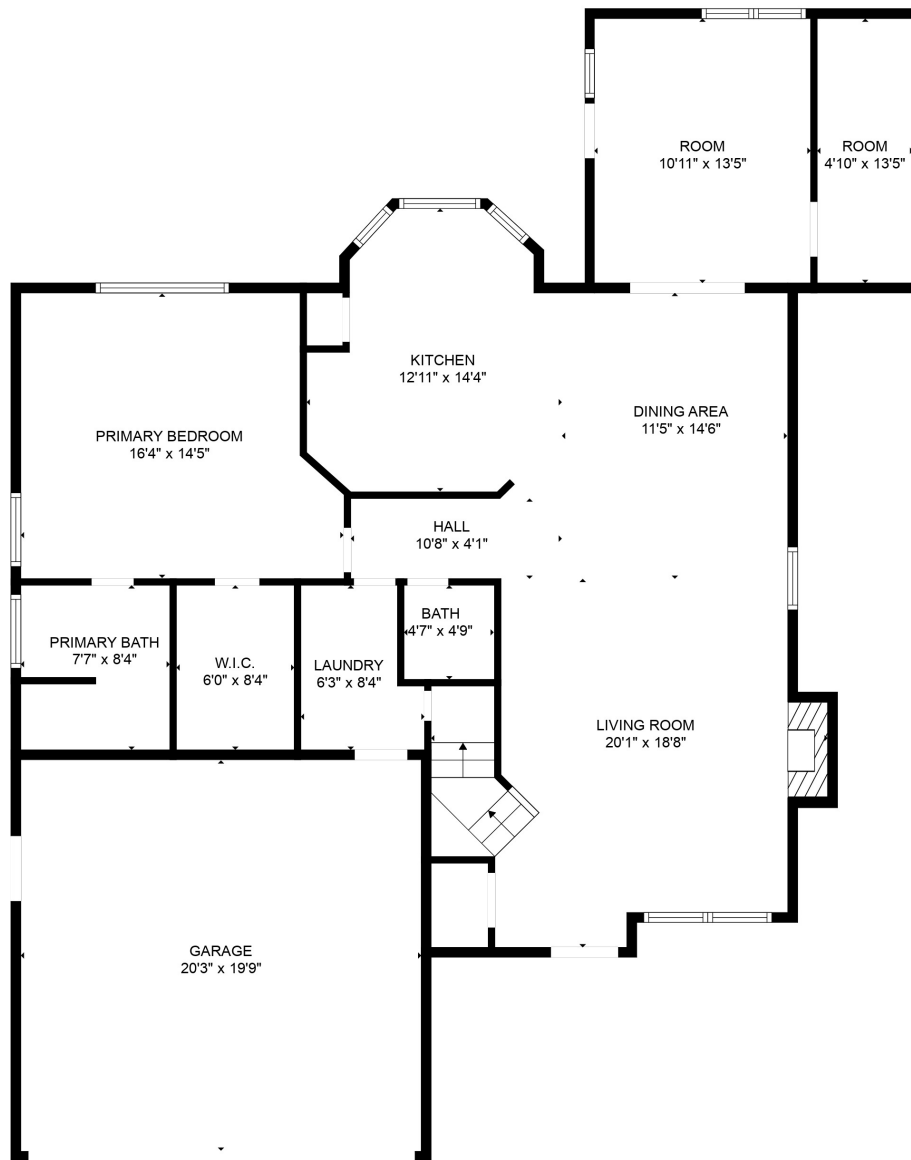 ROOM
10'11" x 13'5"
ROOM
4'10" x 13'5"
KITCHEN
12'11" x 14'4"
DINING AREA
11'5" x 14'6"
PRIMARY BEDROOM
16'4" x 14'5"
HALL
10'8" x 4'1"
BATH
4'7" x 4'9"
PRIMARY BATH
7'7" x 8'4"
W.I.C.
6'0" x 8'4"
LAUNDRY
6'3" x 8'4"
LIVING ROOM
20'1" x 18'8"
GARAGE
20'3" x 19'9"